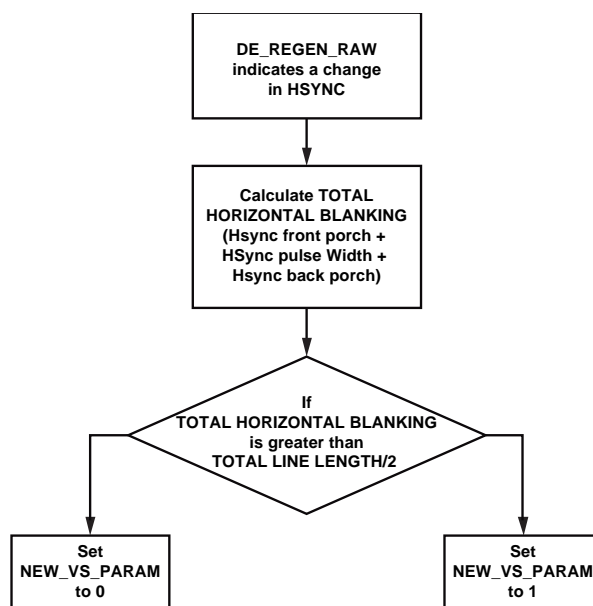 DE_REGEN_RAW
indicates a change
in HSYNC
Calculate TOTAL
HORIZONTAL BLANKING
(Hsync front porch +
HSync pulse Width +
Hsync back porch)
If
TOTAL HORIZONTAL BLANKING
is greater than
TOTAL LINE LENGTH/2
Set
NEW_VS_PARAM
to 0
Set
NEW_VS_PARAM
to 1